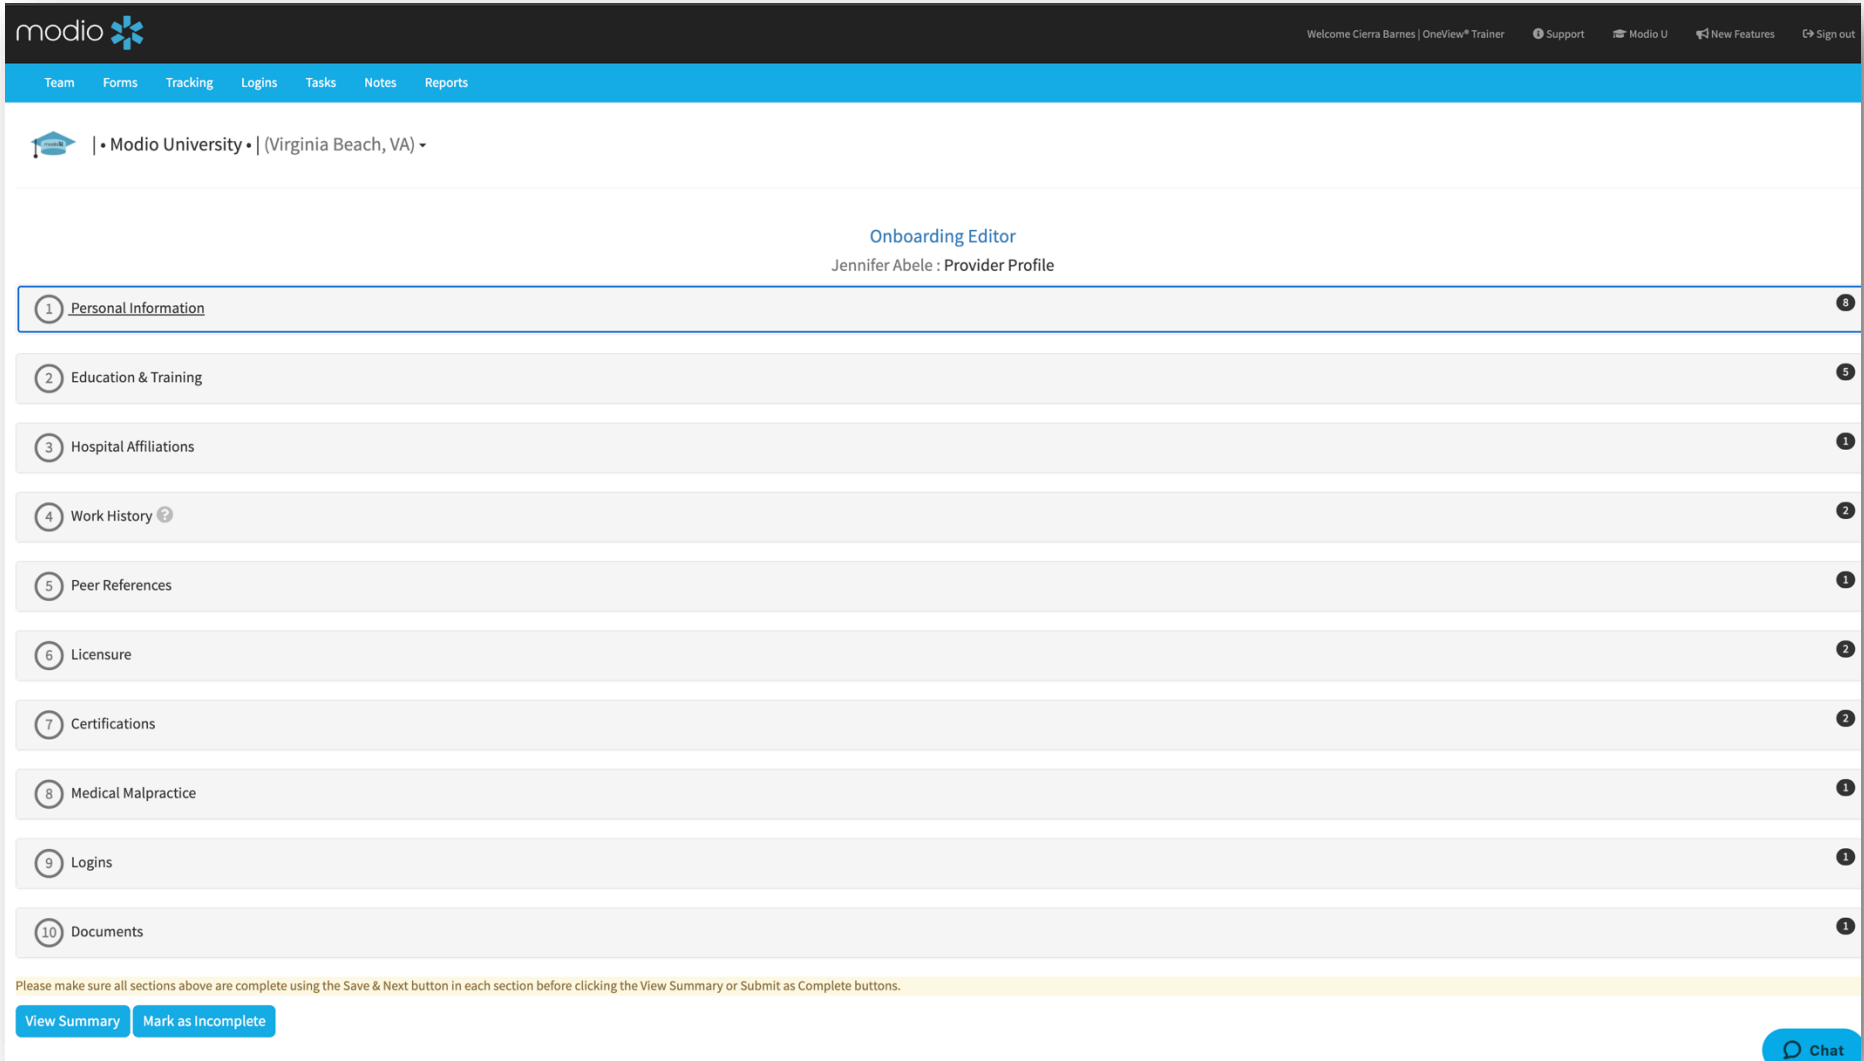 modio
Welcome Cierra Barnes | OneView® Trainer Support Modio U New Features Sign out
Team Forms Tracking Logins Tasks Notes Reports
| • Modio University • | (Virginia Beach, VA)
Onboarding Editor
Jennifer Abele : Provider Profile
1 Personal Information 8
2 Education & Training 5
3 Hospital Affiliations 1
4 Work History ? 2
5 Peer References 1
6 Licensure 2
7 Certifications 2
8 Medical Malpractice 1
9 Logins 1
10 Documents 1
Please make sure all sections above are complete using the Save & Next button in each section before clicking the View Summary or Submit as Complete buttons.
View Summary Mark as Incomplete
Chat